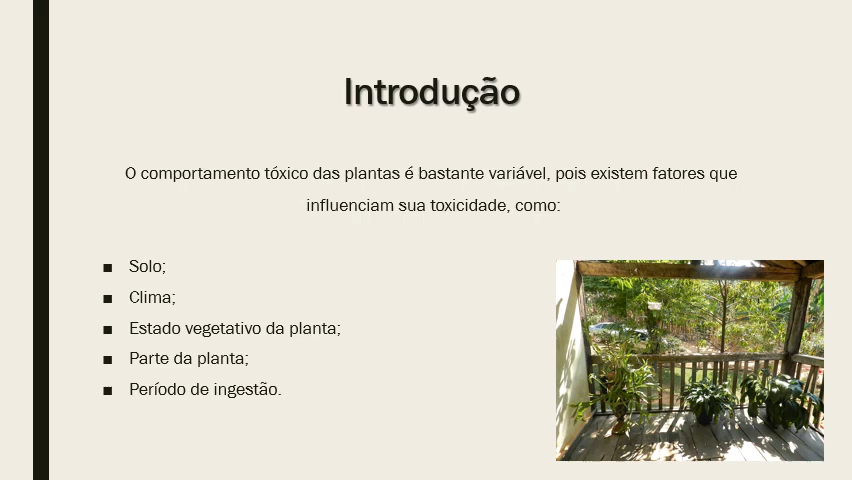 Introdução
O comportamento tóxico das plantas é bastante variável, pois existem fatores que
influenciam sua toxicidade, como:
■ Solo;
■ Clima;
■ Estado vegetativo da planta;
■ Parte da planta;
■ Período de ingestão.